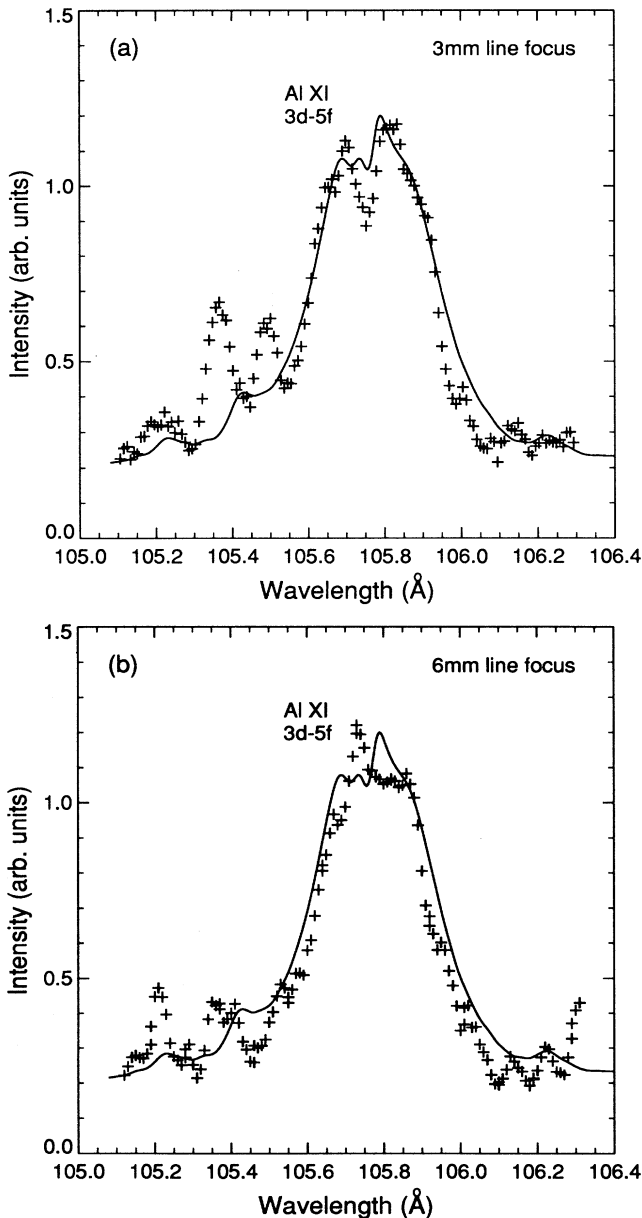 (a)
3mm line focus
Al XI
3d-5f
Intensity (arb. units)
1.5
1.0
0.5
0.0
105.0 105.2 105.4 105.6 105.8 106.0 106.2 106.4
Wavelength (Å)
(b)
6mm line focus
Al XI
3d-5f
Intensity (arb. units)
1.5
1.0
0.5
0.0
105.0 105.2 105.4 105.6 105.8 106.0 106.2 106.4
Wavelength (Å)